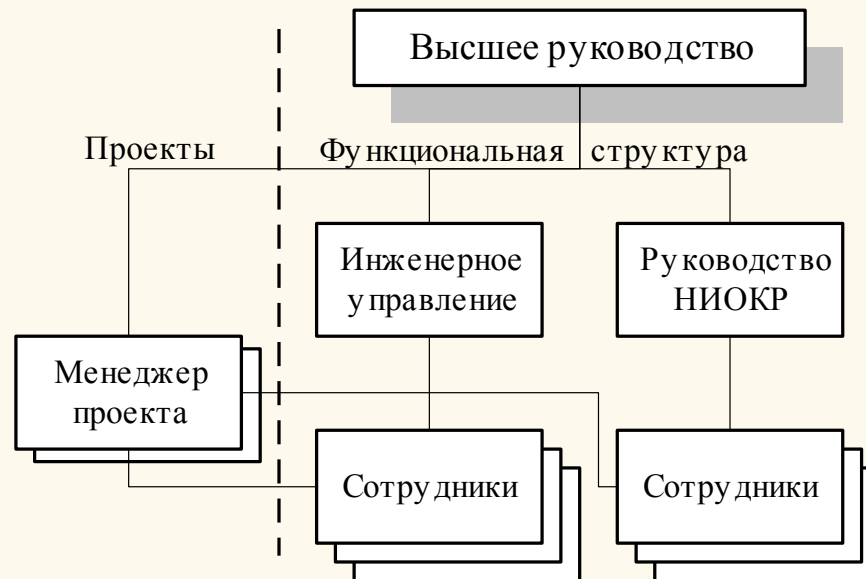 Высшее руководство
Проекты
Функциональная структура
Инженерное
управление
Руководство
НИОКР
Менеджер
проекта
Сотрудники
Сотрудники